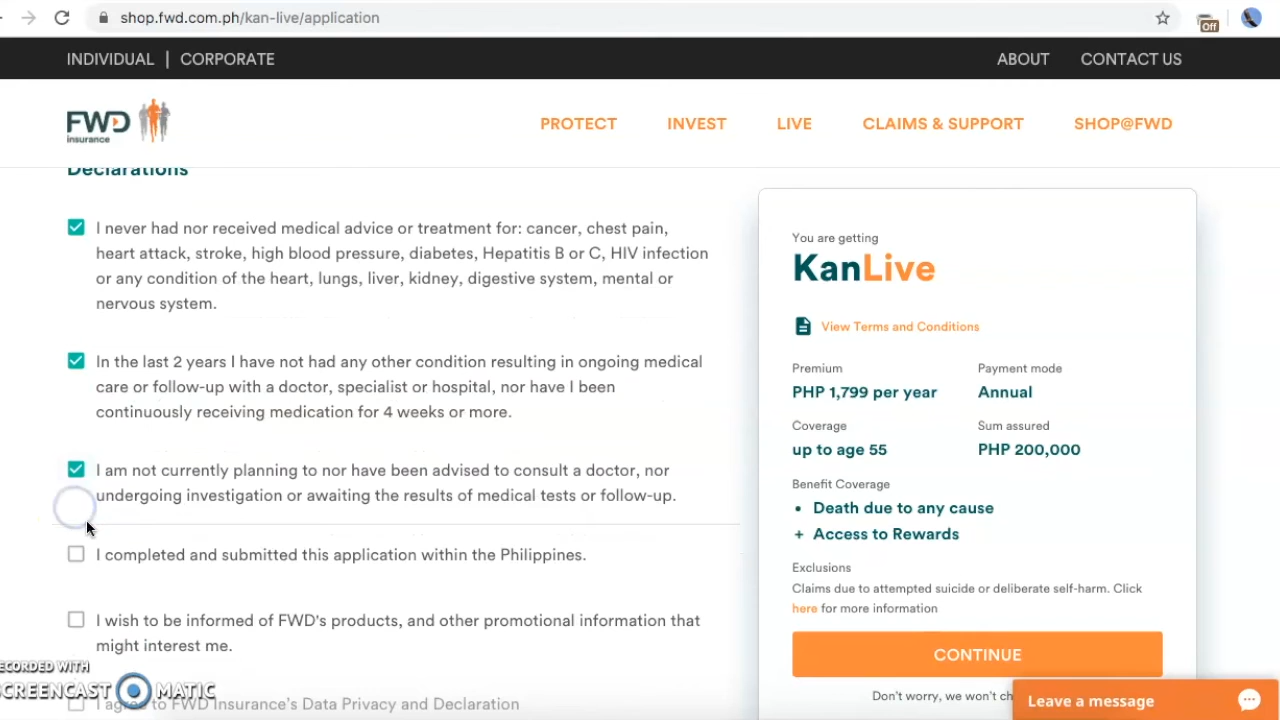 shop.fwd.com.ph/kan-live/application
Off
INDIVIDUAL | CORPORATE
ABOUT
CONTACT US
FWD
insurance
PROTECT
INVEST
LIVE
CLAIMS & SUPPORT
SHOP@FWD
Declarations
I never had nor received medical advice or treatment for: cancer, chest pain,
heart attack, stroke, high blood pressure, diabetes, Hepatitis B or C, HIV infection
or any condition of the heart, lungs, liver, kidney, digestive system, mental or
nervous system.
In the last 2 years I have not had any other condition resulting in ongoing medical
care or follow-up with a doctor, specialist or hospital, nor have I been
continuously receiving medication for 4 weeks or more.
I am not currently planning to nor have been advised to consult a doctor, nor
undergoing investigation or awaiting the results of medical tests or follow-up.
I completed and submitted this application within the Philippines.
I wish to be informed of FWD's products, and other promotional information that
might interest me.
I agree to FWD Insurance's Data Privacy and Declaration
You are getting
KanLive
View Terms and Conditions
Premium
Payment mode
PHP 1,799 per year
Annual
Coverage
Sum assured
up to age 55
PHP 200,000
Benefit Coverage
• Death due to any cause
+ Access to Rewards
Exclusions
Claims due to attempted suicide or deliberate self-harm. Click
here for more information
CONTINUE
Don't worry, we won't ch
Leave a message
RECORDED WITH
SCREENCAST MATIC